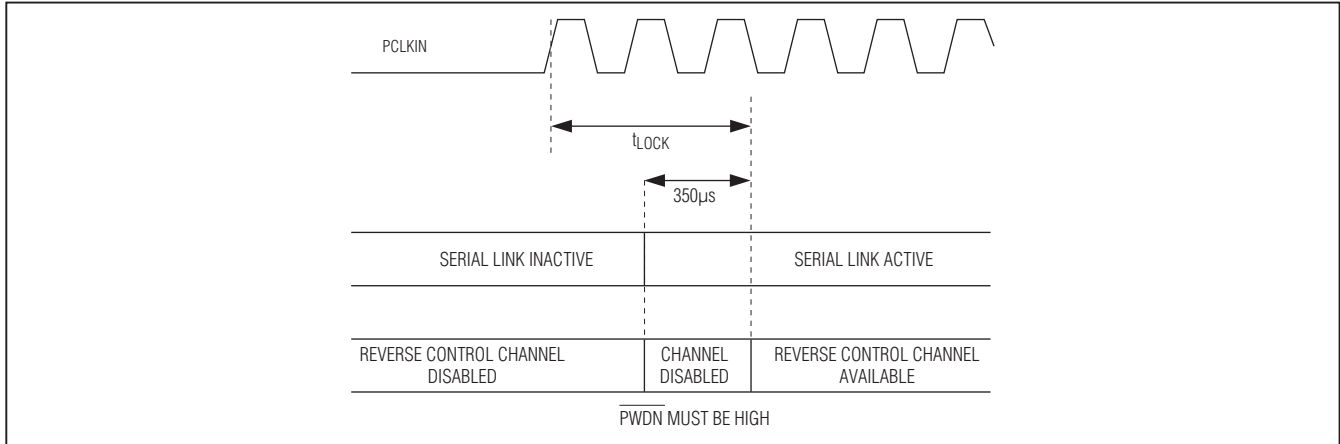 PCLKIN
tLOCK
350µs
SERIAL LINK INACTIVE
SERIAL LINK ACTIVE
REVERSE CONTROL CHANNEL
DISABLED
CHANNEL
DISABLED
REVERSE CONTROL CHANNEL
AVAILABLE
PWDN MUST BE HIGH